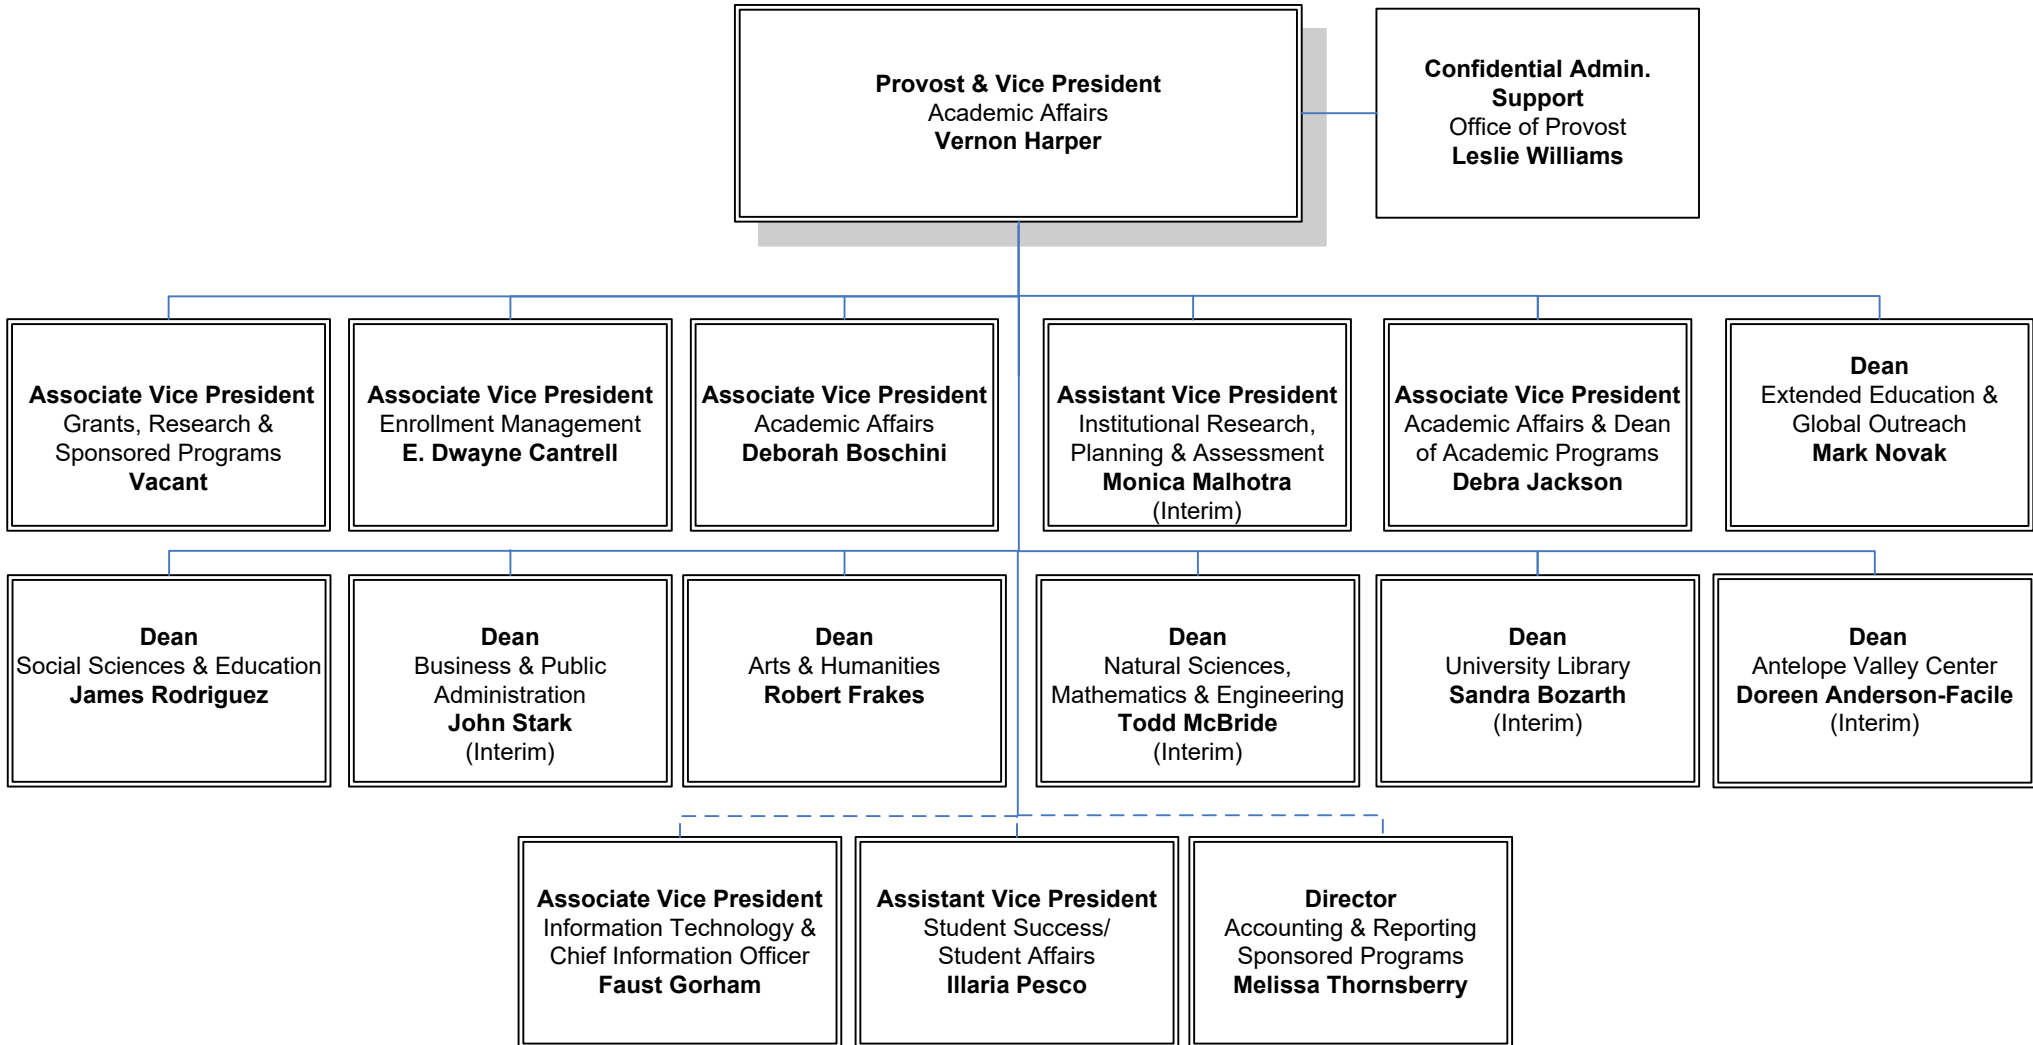 Provost & Vice President
Academic Affairs
Vernon Harper
Confidential Admin.
Support
Office of Provost
Leslie Williams
Associate Vice President
Grants, Research &
Sponsored Programs
Vacant
Associate Vice President
Enrollment Management
E. Dwayne Cantrell
Associate Vice President
Academic Affairs
Deborah Boschini
Assistant Vice President
Institutional Research,
Planning & Assessment
Monica Malhotra
(Interim)
Associate Vice President
Academic Affairs & Dean
of Academic Programs
Debra Jackson
Dean
Extended Education &
Global Outreach
Mark Novak
Dean
Social Sciences & Education
James Rodriguez
Dean
Business & Public
Administration
John Stark
(Interim)
Dean
Arts & Humanities
Robert Frakes
Dean
Natural Sciences,
Mathematics & Engineering
Todd McBride
(Interim)
Dean
University Library
Sandra Bozarth
(Interim)
Dean
Antelope Valley Center
Doreen Anderson-Facile
(Interim)
Associate Vice President
Information Technology &
Chief Information Officer
Faust Gorham
Assistant Vice President
Student Success/
Student Affairs
Illaria Pesco
Director
Accounting & Reporting
Sponsored Programs
Melissa Thornsberry